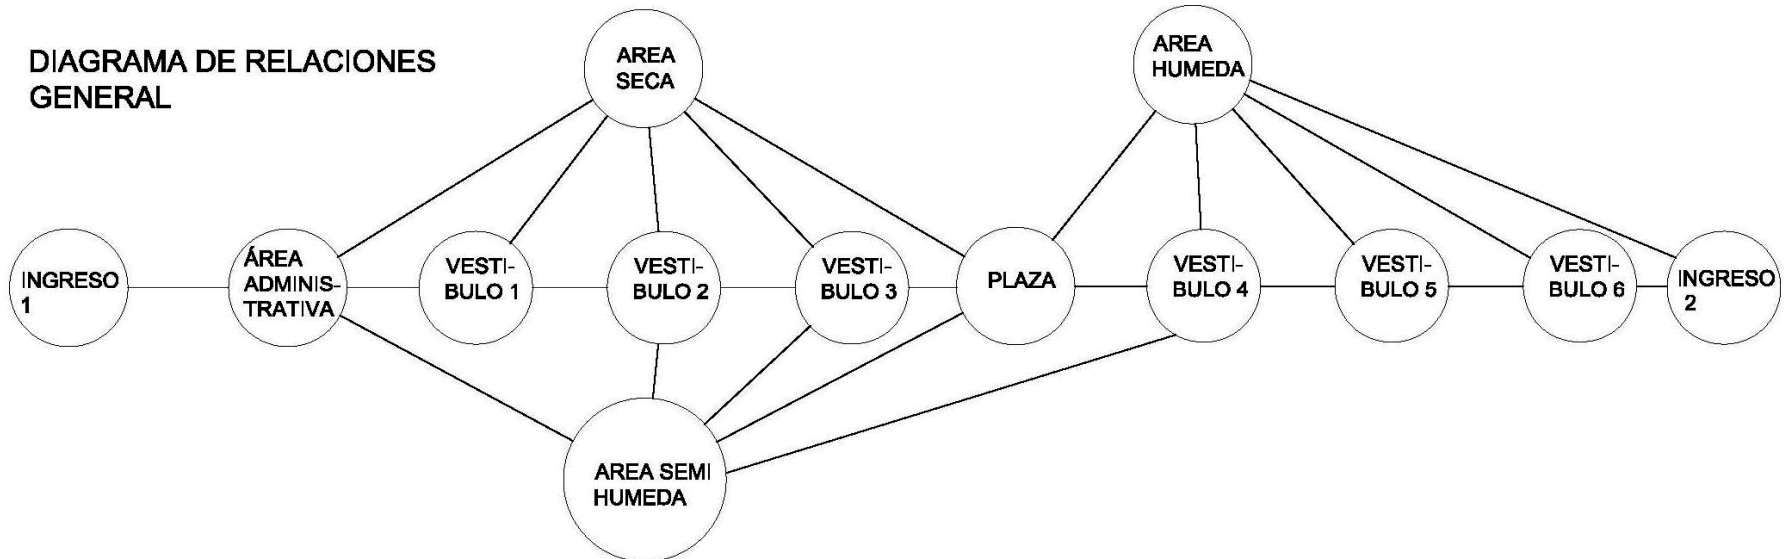 DIAGRAMA DE RELACIONES
GENERAL
AREA
SECA
AREA
HUMEDA
INGRESO
1
ÁREA
ADMINIS-
TRATIVA
VESTI-
BULO 1
VESTI-
BULO 2
VESTI-
BULO 3
PLAZA
VESTI-
BULO 4
VESTI-
BULO 5
VESTI-
BULO 6
INGRESO
2
AREA SEMI
HUMEDA